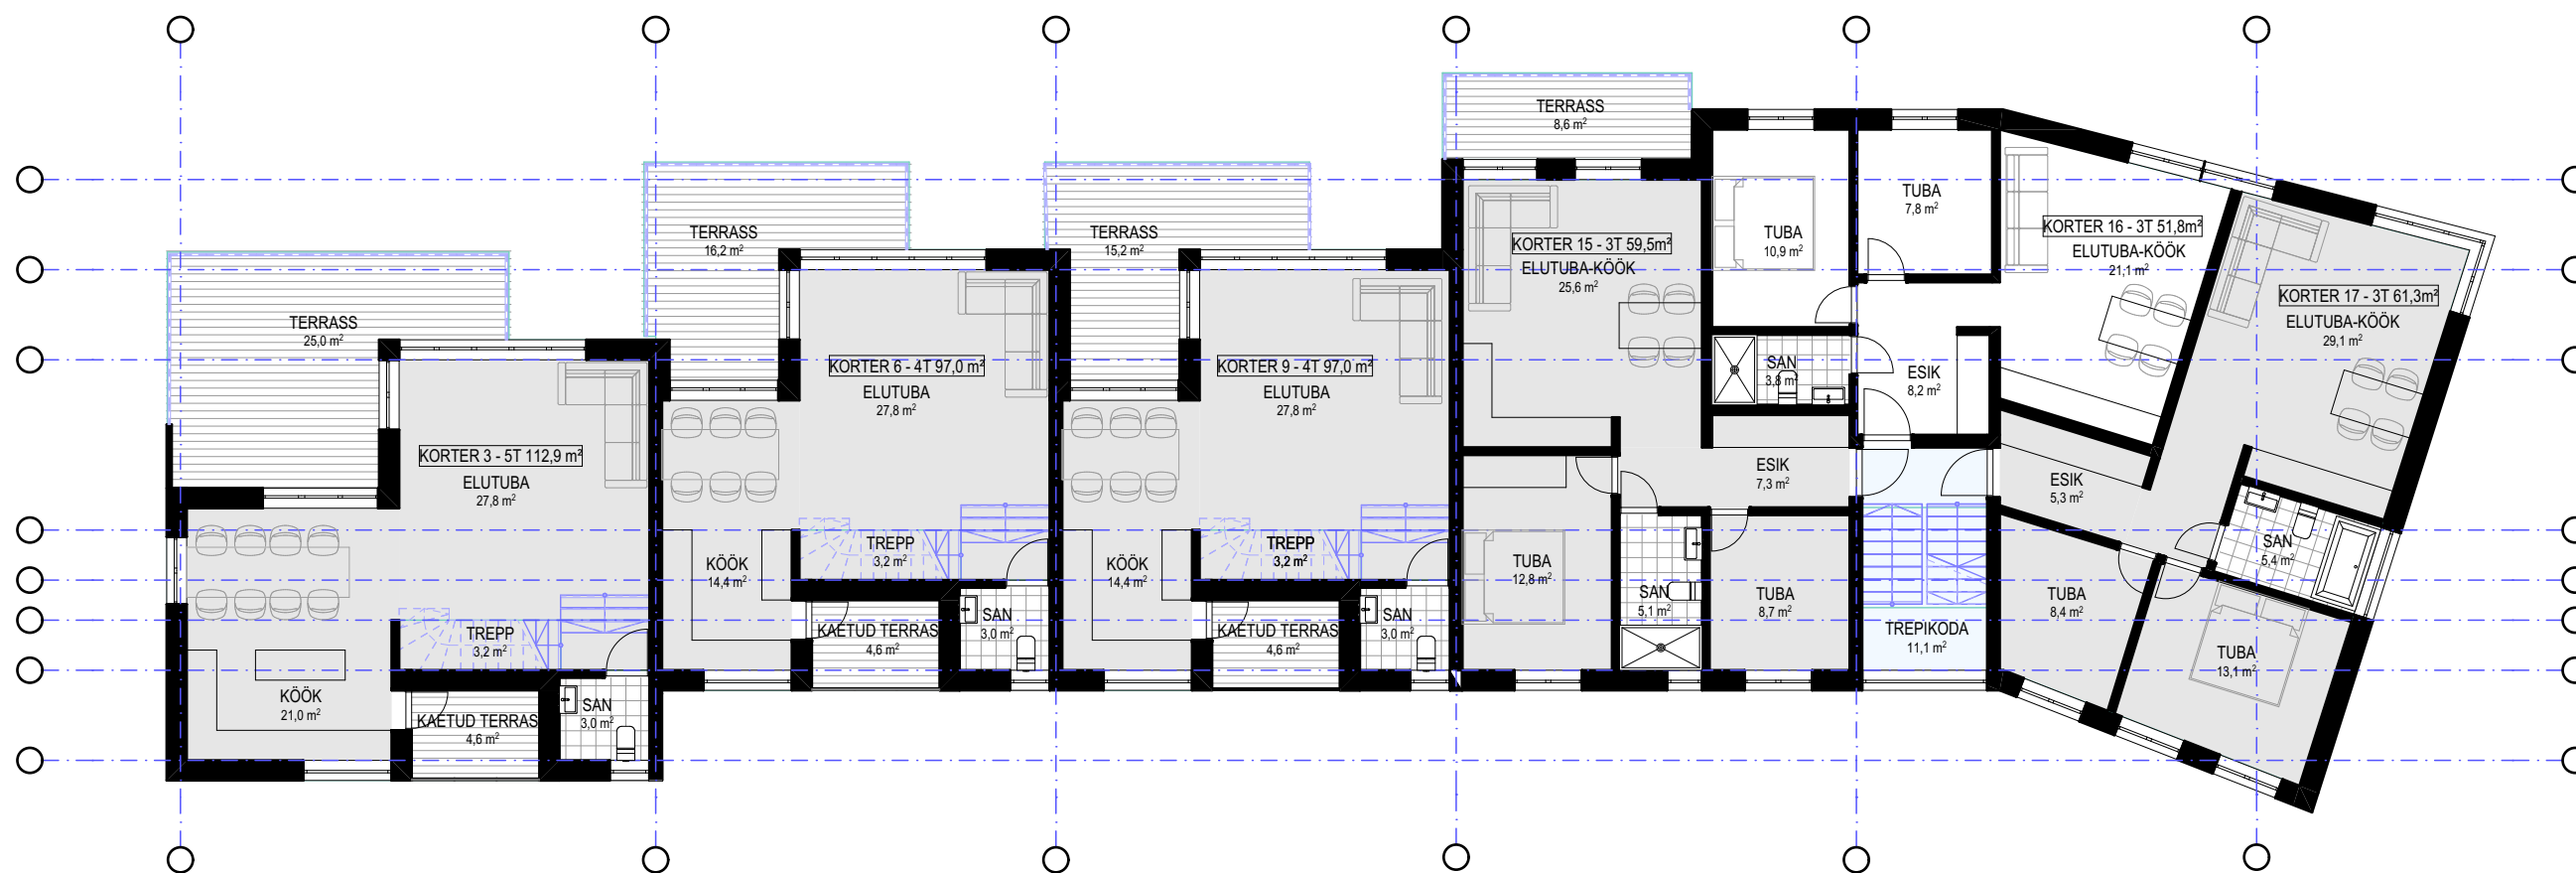 TERRASS
25,0 m²
KORTER 3 - 5T 112,9 m²
ELUTUBA
27,8 m²
TREPP
3,2 m²
KÖÖK
21,0 m²
KAETUD TERRAS
4,6 m²
SAN
3,0 m²
TERRASS
16,2 m²
KORTER 6 - 4T 97,0 m²
ELUTUBA
27,8 m²
KÖÖK
14,4 m²
TREPP
3,2 m²
KAETUD TERRAS
4,6 m²
SAN
3,0 m²
TERRASS
15,2 m²
KORTER 9 - 4T 97,0 m²
ELUTUBA
27,8 m²
KÖÖK
14,4 m²
TREPP
3,2 m²
KAETUD TERRAS
4,6 m²
SAN
3,0 m²
TERRASS
8,6 m²
KORTER 15 - 3T 59,5m²
ELUTUBA-KÖÖK
25,6 m²
TUBA
10,9 m²
SAN
3,8 m²
ESIK
7,3 m²
TUBA
12,8 m²
SAN
5,1 m²
TUBA
8,7 m²
TUBA
7,8 m²
KORTER 16 - 3T 51,8m²
ELUTUBA-KÖÖK
21,1 m²
ESIK
8,2 m²
TREPIKODA
11,1 m²
KORTER 17 - 3T 61,3m²
ELUTUBA-KÖÖK
29,1 m²
ESIK
5,3 m²
SAN
5,4 m²
TUBA
8,4 m²
TUBA
13,1 m²